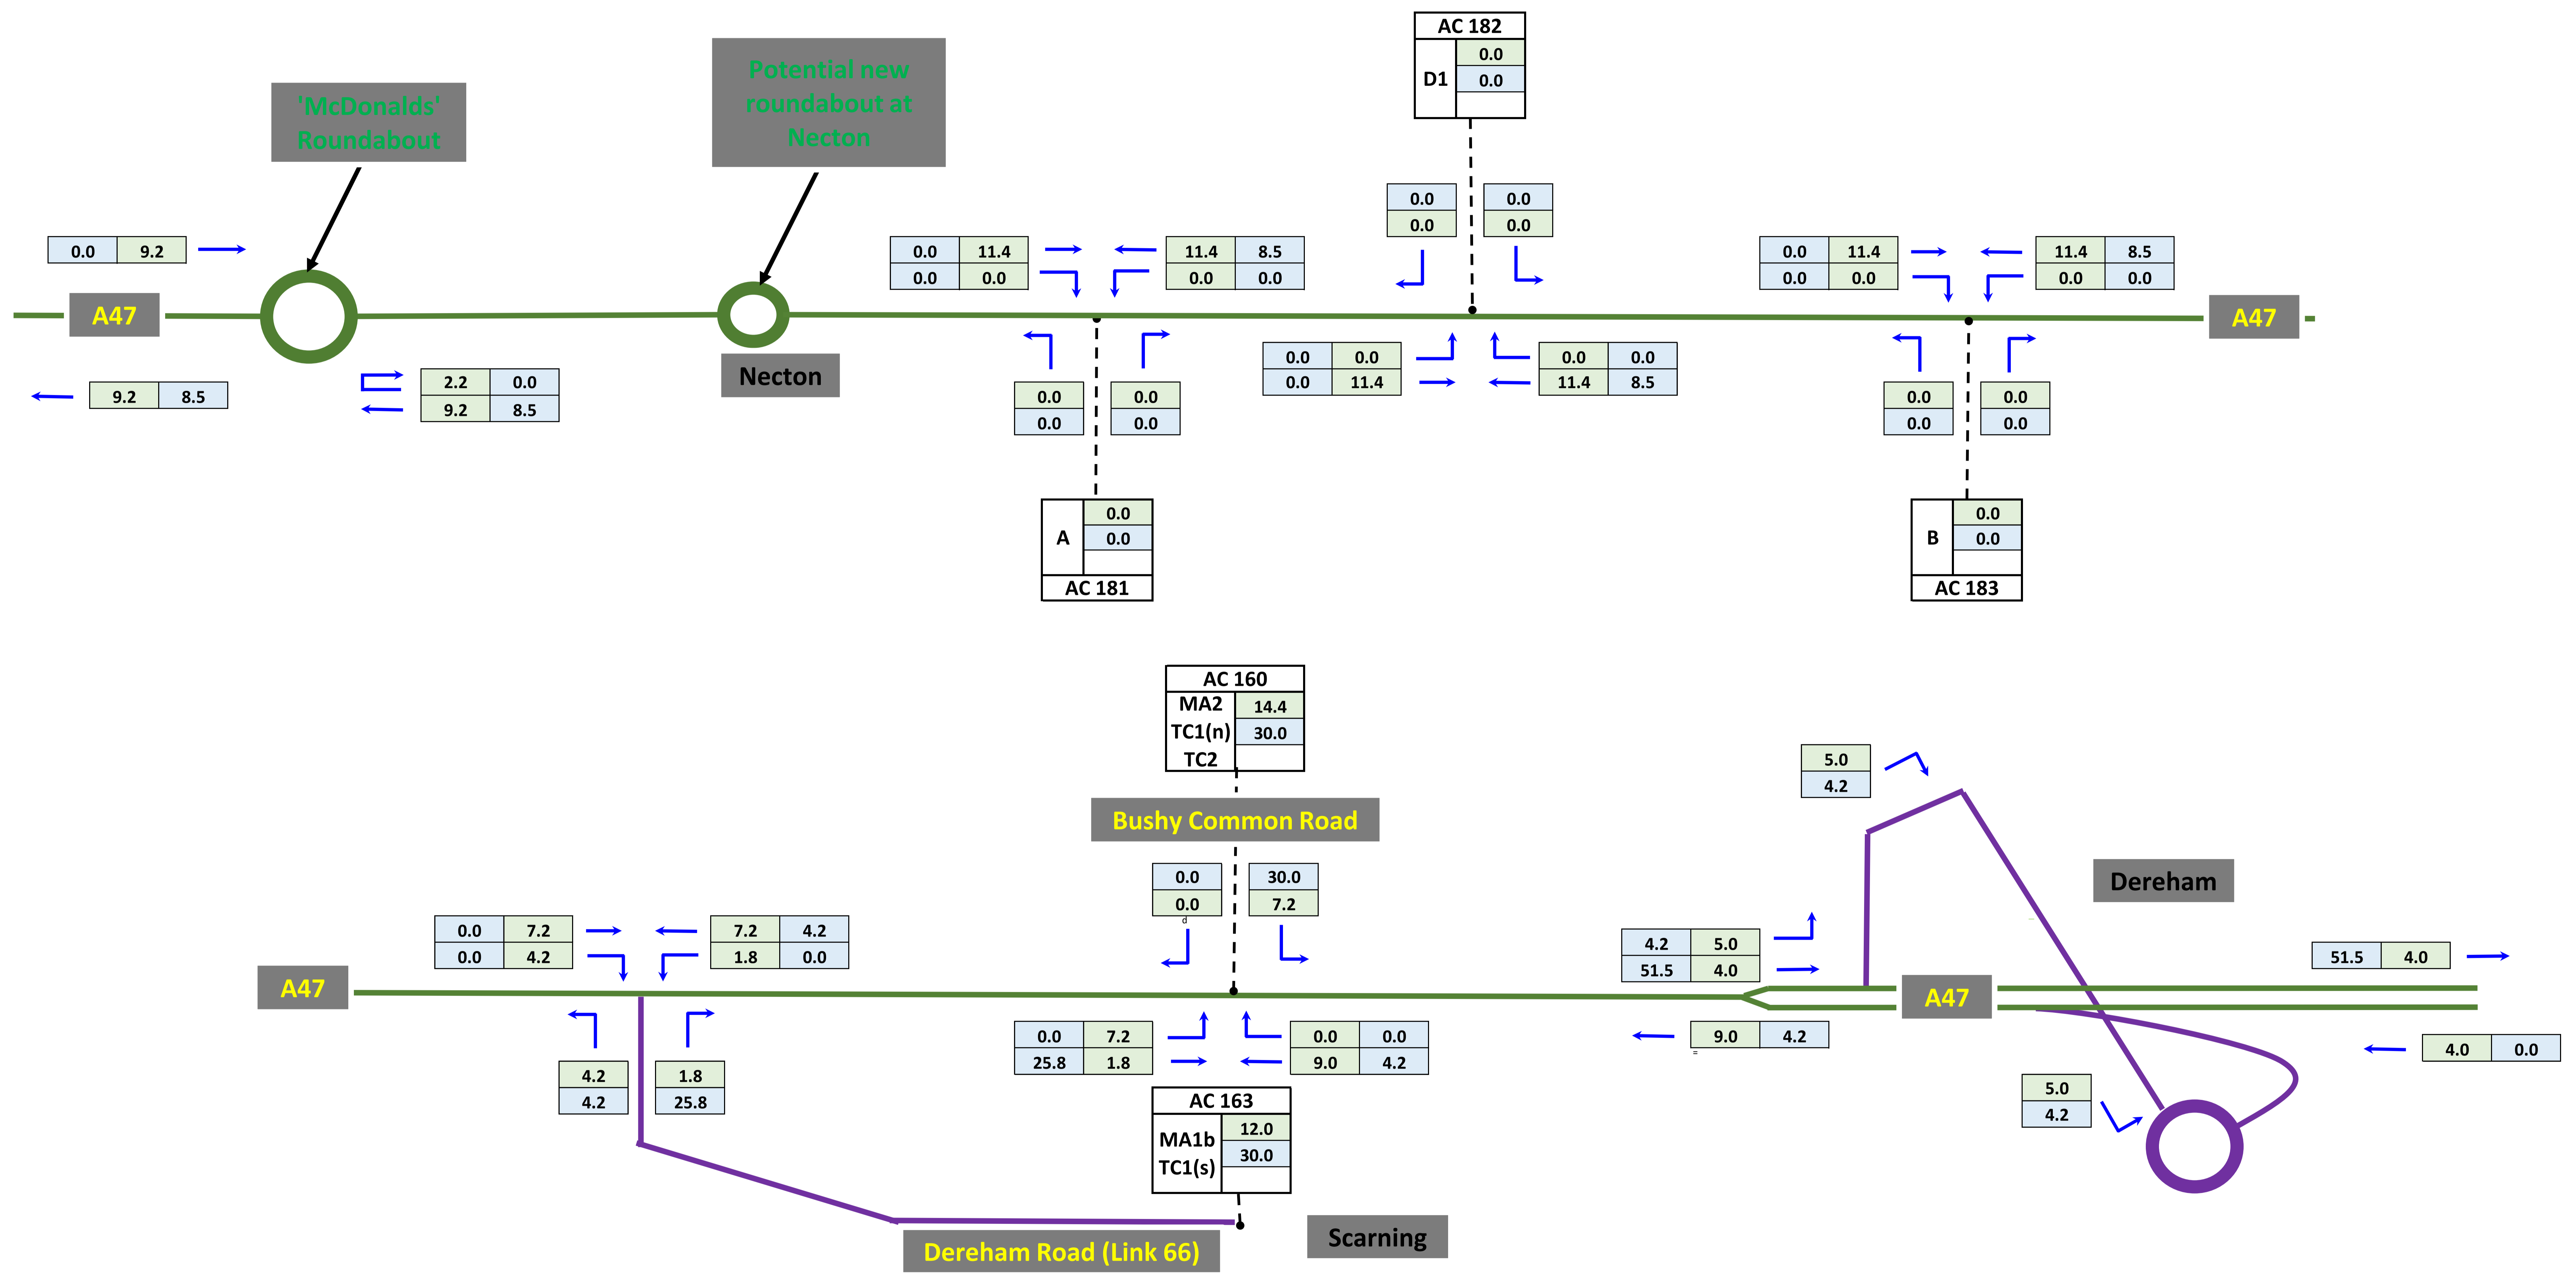 AC 182
D1
0.0
0.0
'McDonalds'
Roundabout
Potential new
roundabout at
Necton
0.0 0.0
0.0 0.0
0.0 9.2
0.0 11.4
0.0 0.0
11.4 8.5
0.0 0.0
0.0 11.4
0.0 0.0
11.4 8.5
0.0 0.0
A47
A47
Necton
9.2 8.5
2.2 0.0
9.2 8.5
0.0 0.0
0.0 11.4
0.0 0.0
11.4 8.5
0.0 0.0
0.0 0.0
0.0 0.0
0.0 0.0
A
0.0
0.0
AC 181
B
0.0
0.0
AC 183
AC 160
MA2 14.4
TC1(n) 30.0
TC2
Bushy Common Road
5.0
4.2
Dereham
0.0 30.0
0.0 7.2
d
0.0 7.2
0.0 4.2
7.2 4.2
1.8 0.0
4.2 5.0
51.5 4.0
51.5 4.0
A47
A47
4.2 1.8
4.2 25.8
0.0 7.2
25.8 1.8
0.0 0.0
9.0 4.2
9.0 4.2
=
4.0 0.0
5.0
4.2
AC 163
MA1b 12.0
TC1(s) 30.0
Scarning
Dereham Road (Link 66)